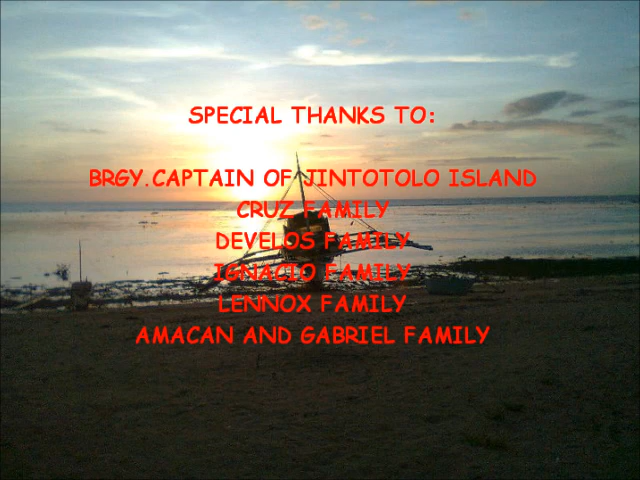 SPECIAL THANKS TO:
BRGY.CAPTAIN OF JINTOTOLO ISLAND
CRUZ FAMILY
DEVELOS FAMILY
IGNACIO FAMILY
LENNOX FAMILY
AMACAN AND GABRIEL FAMILY